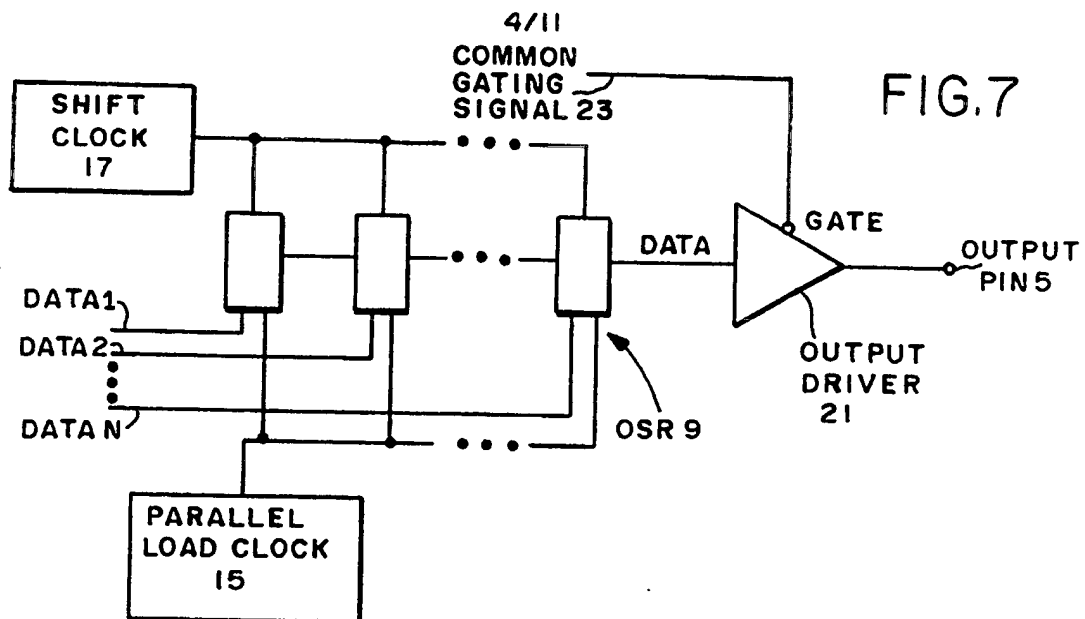 4/11
COMMON
GATING
SIGNAL 23
FIG.7
SHIFT
CLOCK
17
GATE
DATA
OUTPUT
PIN 5
DATA1
DATA2
DATA N
OUTPUT
DRIVER
21
OSR 9
PARALLEL
LOAD CLOCK
15